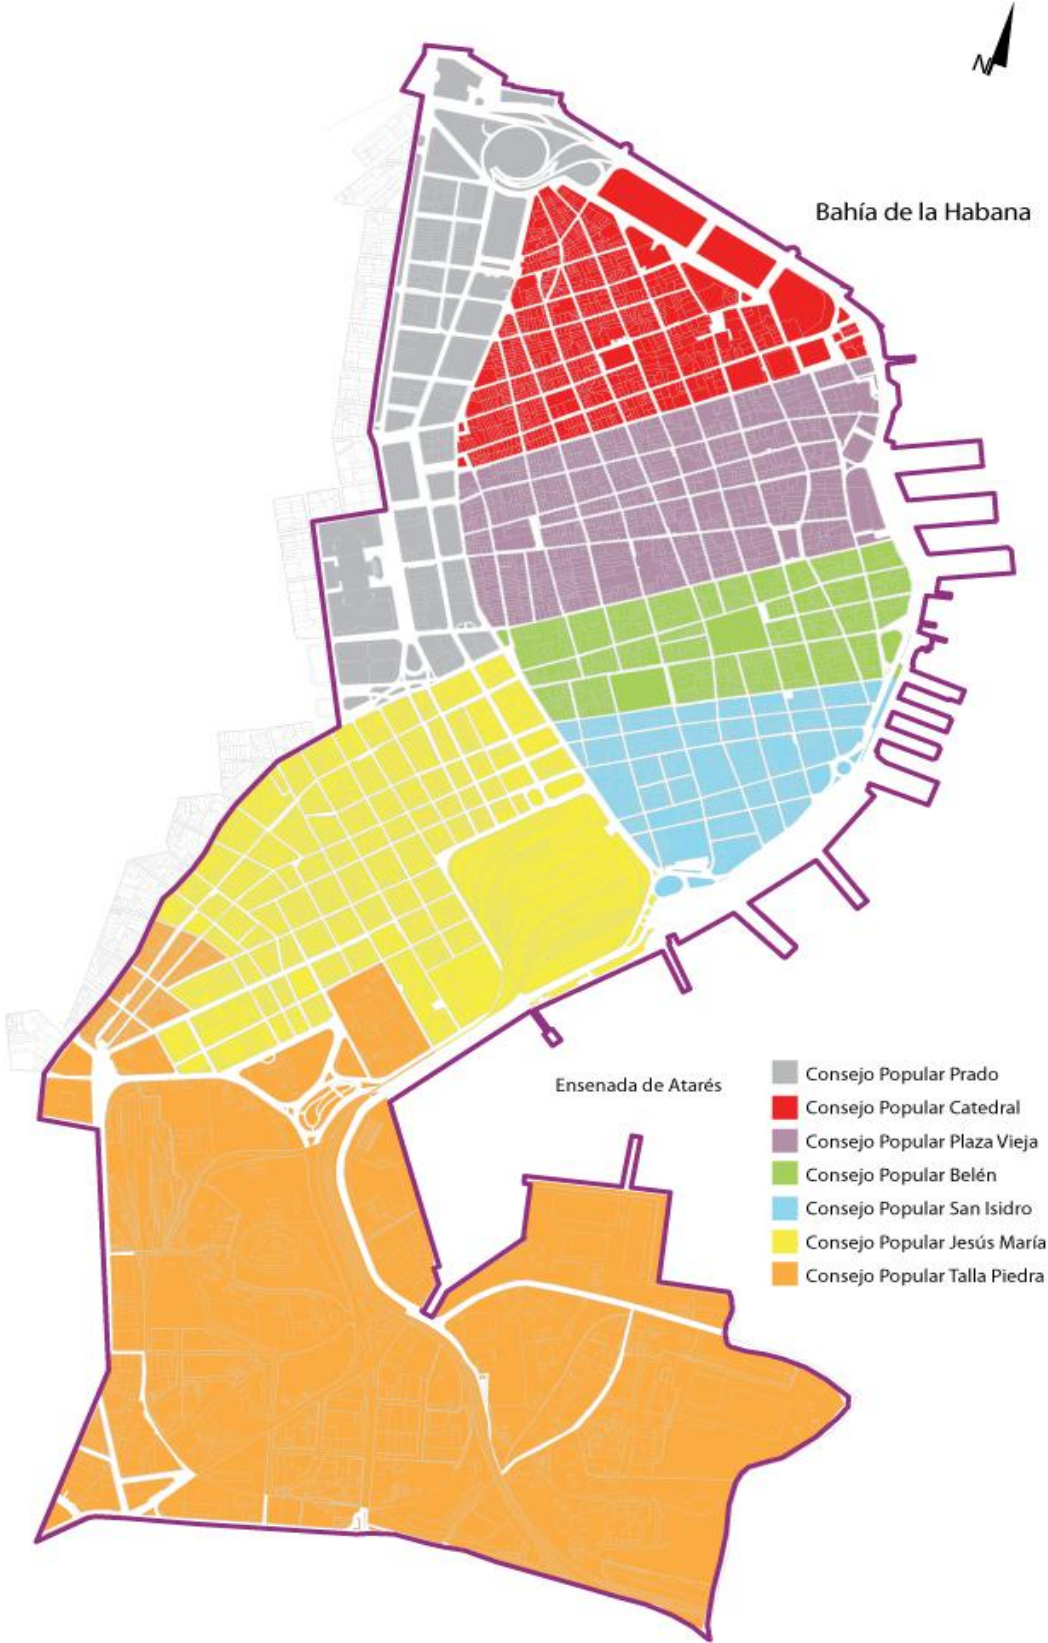 N
Bahía de la Habana
Ensenada de Atarés
Consejo Popular Prado
Consejo Popular Catedral
Consejo Popular Plaza Vieja
Consejo Popular Belén
Consejo Popular San Isidro
Consejo Popular Jesús María
Consejo Popular Talla Piedra